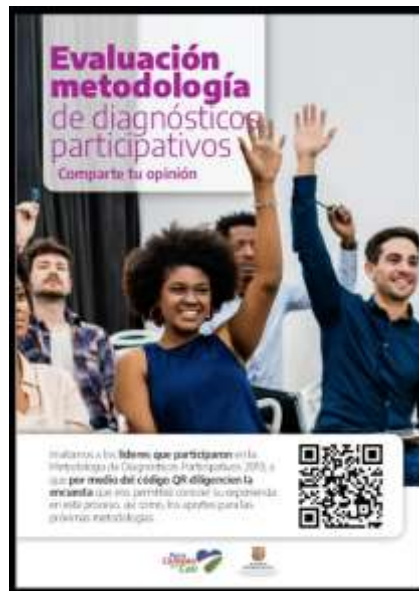 Evaluación
metodología
de diagnósticos
participativos
Comparte tu opinión
Invitamos a los líderes que participaron en la
Metodología de Diagnósticos Participativos
que por medio del código QR diligencien la
encuesta que nos permitirá conocer su experiencia
en este proceso, así como, los aportes para las
próximas metodologías.